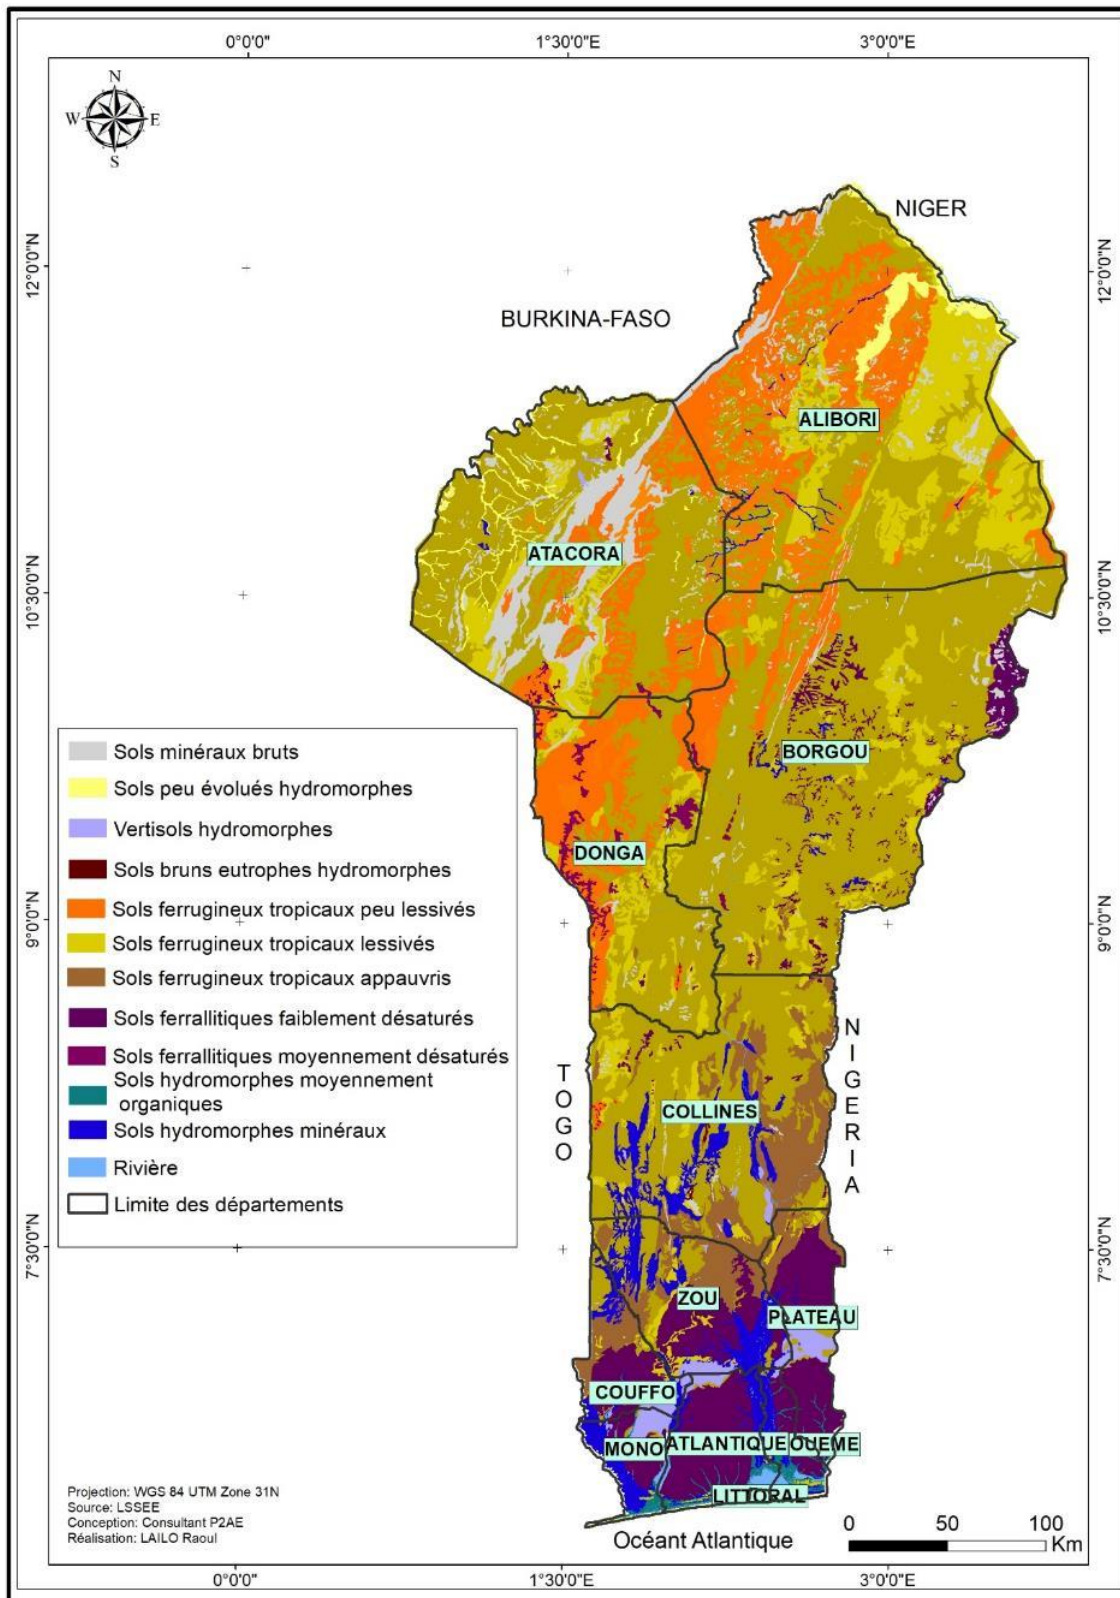 0°0'0"
1°30'0"E
3°0'0"E
N
W
E
S
NIGER
12°0'0"N
12°0'0"N
BURKINA-FASO
ALIBORI
ATACORA
10°30'0"N
10°30'0"N
BORGOU
Sols minéraux bruts
Sols peu évolués hydromorphes
Vertisols hydromorphes
Sols bruns eutrophes hydromorphes
Sols ferrugineux tropicaux peu lessivés
Sols ferrugineux tropicaux lessivés
Sols ferrugineux tropicaux appauvris
Sols ferrallitiques faiblement désaturés
Sols ferrallitiques moyennement désaturés
Sols hydromorphes moyennement
organiques
Sols hydromorphes minéraux
Rivière
Limite des départements
DONGA
9°0'0"N
9°0'0"N
TOGO
NIGERIA
COLLINES
7°30'0"N
7°30'0"N
ZOU
PLATEAU
COUFFO
MONO
ATLANTIQUE
OUEME
LITTORAL
Projection: WGS 84 UTM Zone 31N
Source: LSSEE
Conception: Consultant P2AE
Réalisation: LAILO Raoul
Océant Atlantique
0
50
100
Km
0°0'0"
1°30'0"E
3°0'0"E